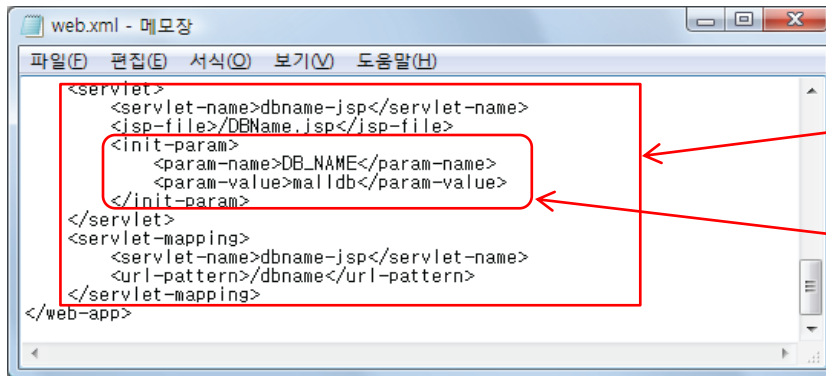 web.xml - 메모장
파일(F) 편집(E) 서식(O) 보기(V) 도움말(H)
<servlet>
<servlet-name>dbname-jsp</servlet-name>
<jsp-file>/DBName.jsp</jsp-file>
<init-param>
<param-name>DB_NAME</param-name>
<param-value>malldb</param-value>
</init-param>
</servlet>
<servlet-mapping>
<servlet-name>dbname-jsp</servlet-name>
<url-pattern>/dbname</url-pattern>
</servlet-mapping>
</web-app>